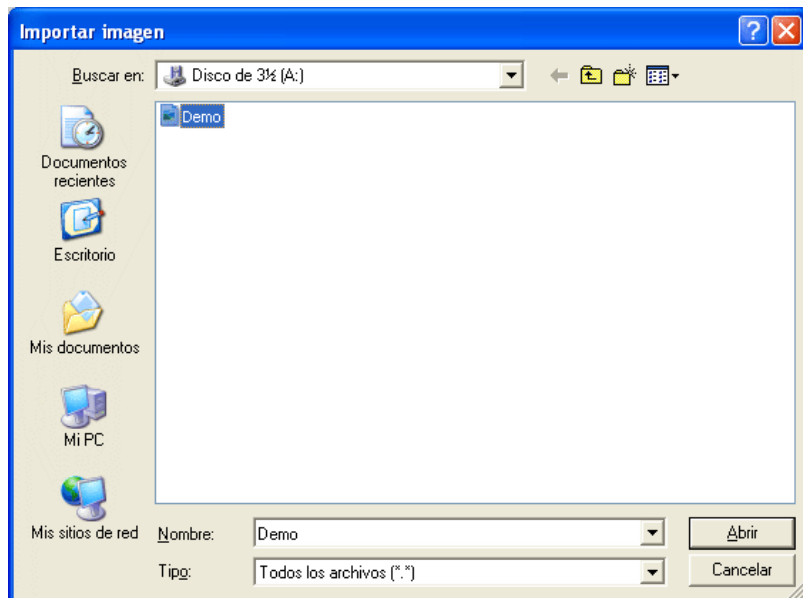 Importar imagen
Buscar en: Disco de 3½ (A:)
Demo
Documentos
recientes
Escritorio
Mis documentos
Mi PC
Mis sitios de red
Nombre: Demo Abrir
Tipo: Todos los archivos (*.*) Cancelar